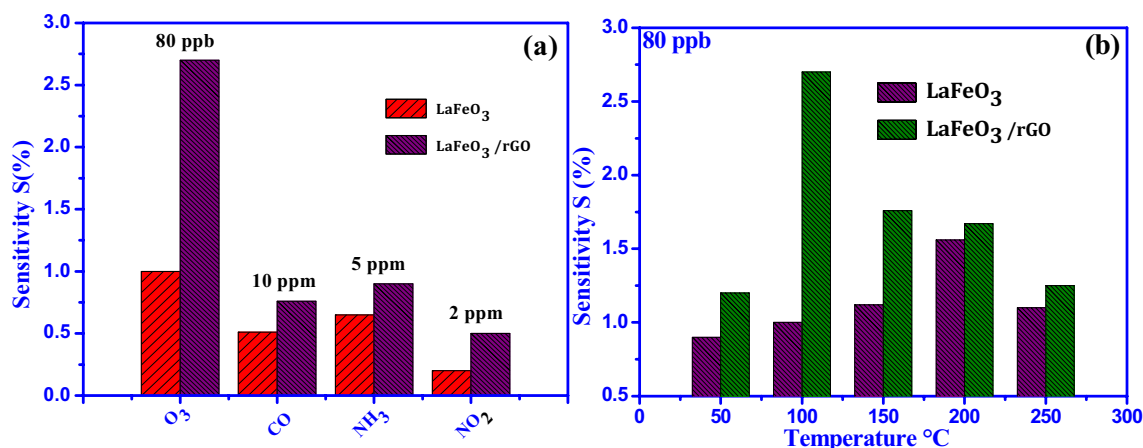 (a)
80 ppb
10 ppm
5 ppm
2 ppm
LaFeO₃
LaFeO₃ /rGO
Sensitivity S(%)
3.0
2.5
2.0
1.5
1.0
0.5
0.0
O₃
CO
NH₃
NO₂
80 ppb
(b)
LaFeO₃
LaFeO₃ /rGO
Sensitivity S (%)
3.0
2.5
2.0
1.5
1.0
0.5
0
50
100
150
200
250
300
Temperature °C